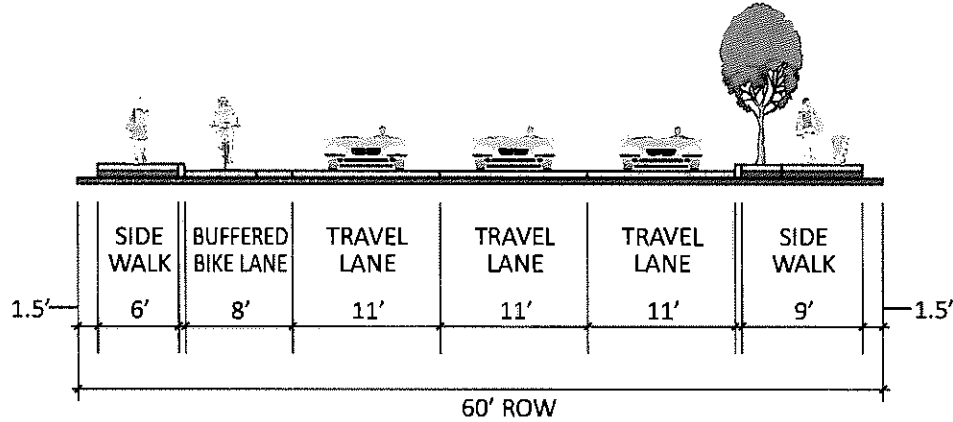 SIDE
WALK
6'
BUFFERED
BIKE LANE
8'
TRAVEL
LANE
11'
TRAVEL
LANE
11'
TRAVEL
LANE
11'
SIDE
WALK
9'
1.5'
1.5'
60' ROW